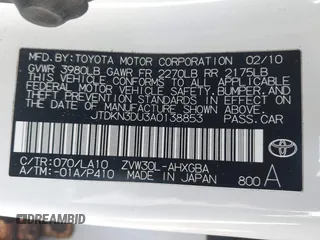 MFD. BY: TOYOTA MOTOR CORPORATION 02/10
GVWR 3980LB GAWR FR 2270LB RR 2175LB
THIS VEHICLE CONFORMS TO ALL APPLICABLE
FEDERAL MOTOR VEHICLE SAFETY, BUMPER,
AND THEFT PREVENTION STANDARDS IN EFFECT
ON THE DATE OF MANUFACTURE SHOWN ABOVE.
JTDKN3DU3A0138853 PASS. CAR
C/TR: 070/LA10 ZVW30L-AHXGBA
A/TM: -01A/P410 MADE IN JAPAN 800 A
DREAMBID .COM